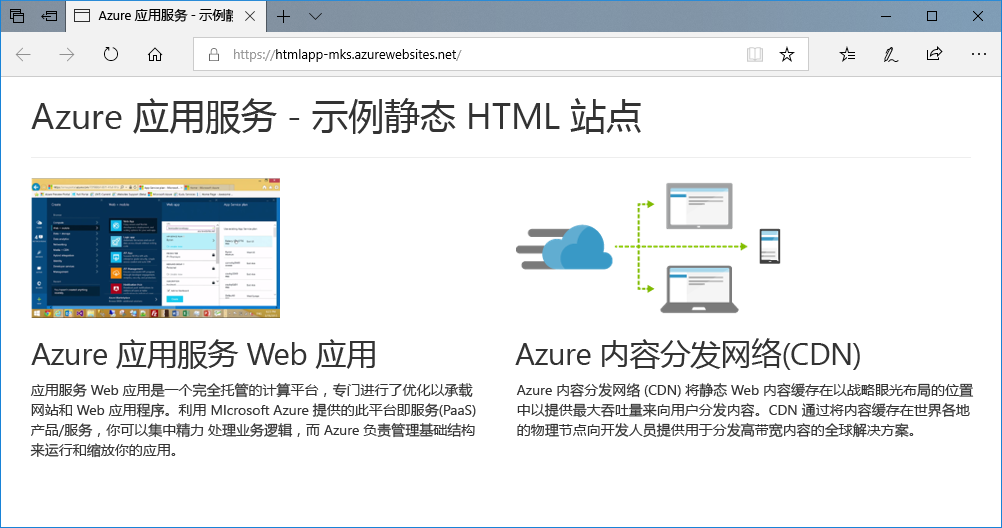 Azure 应用服务 - 示例静
https://htmlapp-mks.azurewebsites.net/
Azure 应用服务 - 示例静态 HTML 站点
Azure 应用服务 Web 应用
应用服务 Web 应用是一个完全托管的计算平台，专门进行了优化以承载
网站和 Web 应用程序。利用 MIcrosoft Azure 提供的此平台即服务(PaaS)
产品/服务，你可以集中精力 处理业务逻辑，而 Azure 负责管理基础结构
来运行和缩放你的应用。
Azure 内容分发网络(CDN)
Azure 内容分发网络 (CDN) 将静态 Web 内容缓存在以战略眼光布局的位置
中以提供最大吞吐量来向用户分发内容。CDN 通过将内容缓存在世界各地
的物理节点向开发人员提供用于分发高带宽内容的全球解决方案。